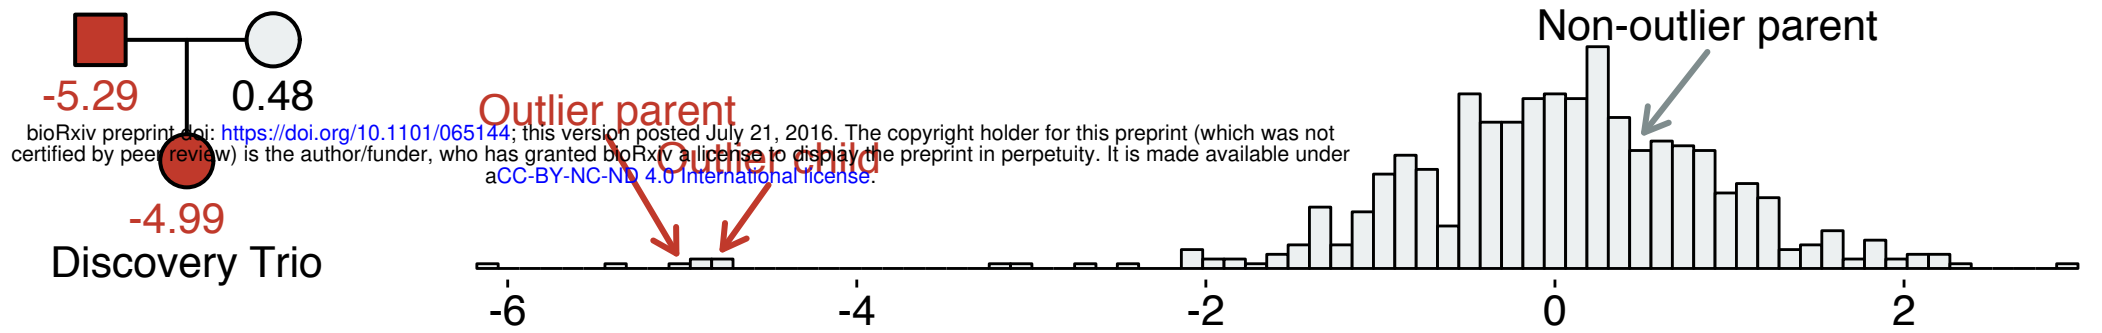 Non-outlier parent
-5.29
0.48
Outlier parent
bioRxiv preprint doi: https://doi.org/10.1101/065144; this version posted July 21, 2016. The copyright holder for this preprint (which was not
certified by peer review) is the author/funder, who has granted bioRxiv a license to display the preprint in perpetuity. It is made available under
Outlier child
aCC-BY-NC-ND 4.0 International license.
-4.99
Discovery Trio
-6
-4
-2
0
2